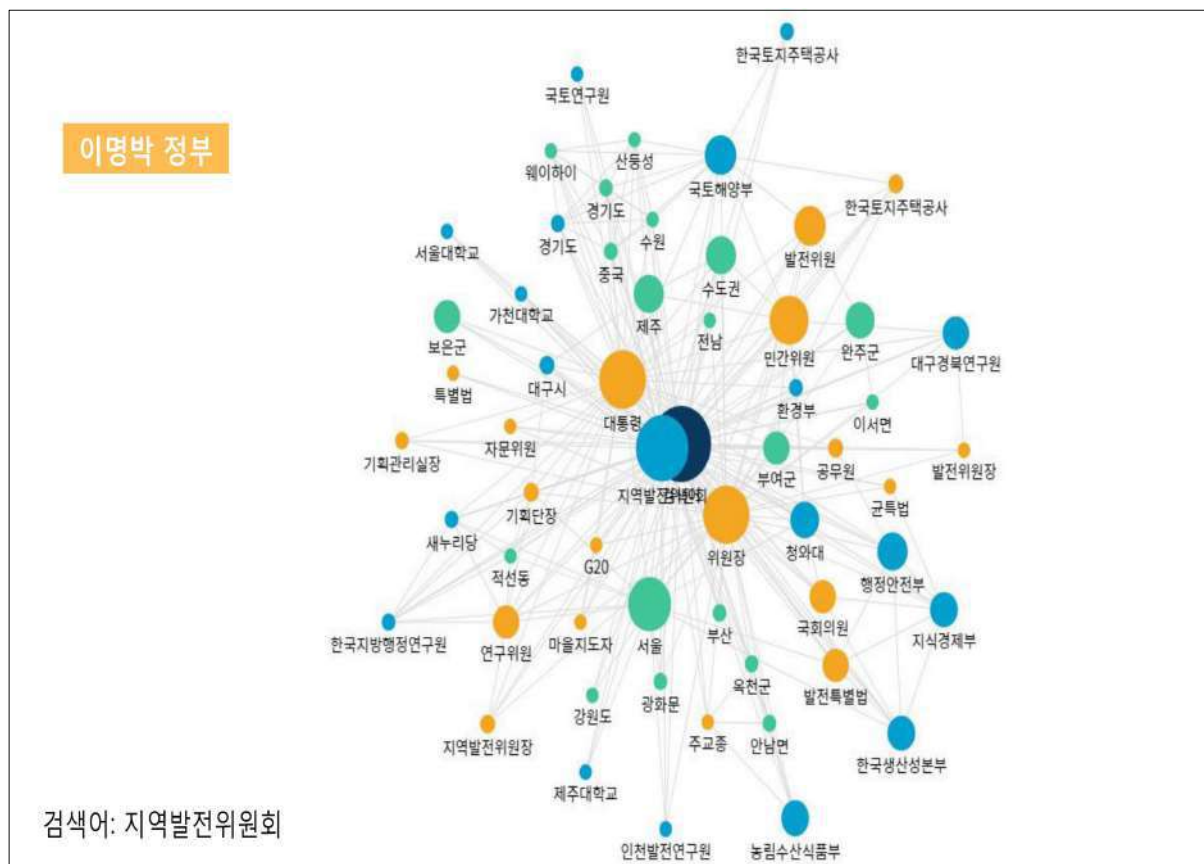 한국토지주택공사
국토연구원
이명박 정부
산둥성
웨이하이
국토해양부
경기도
한국토지주택공사
경기도
수원
서울대학교
중국
발전위원
수도권
가천대학교
제주
전남
보은군
민간위원
완주군
대구경북연구원
특별법
대구시
환경부
이서면
대통령
자문위원
기획관리실장
부여군
공무원
발전위원장
지역발전위원회
균특법
기획단장
새누리당
위원장
청와대
적선동
G20
행정안전부
한국지방행정연구원
연구위원
마을지도자
서울
부산
국회의원
지식경제부
옥천군
발전특별법
강원도
광화문
지역발전위원장
주교종
안남면
한국생산성본부
제주대학교
검색어: 지역발전위원회
인천발전연구원
농림수산식품부